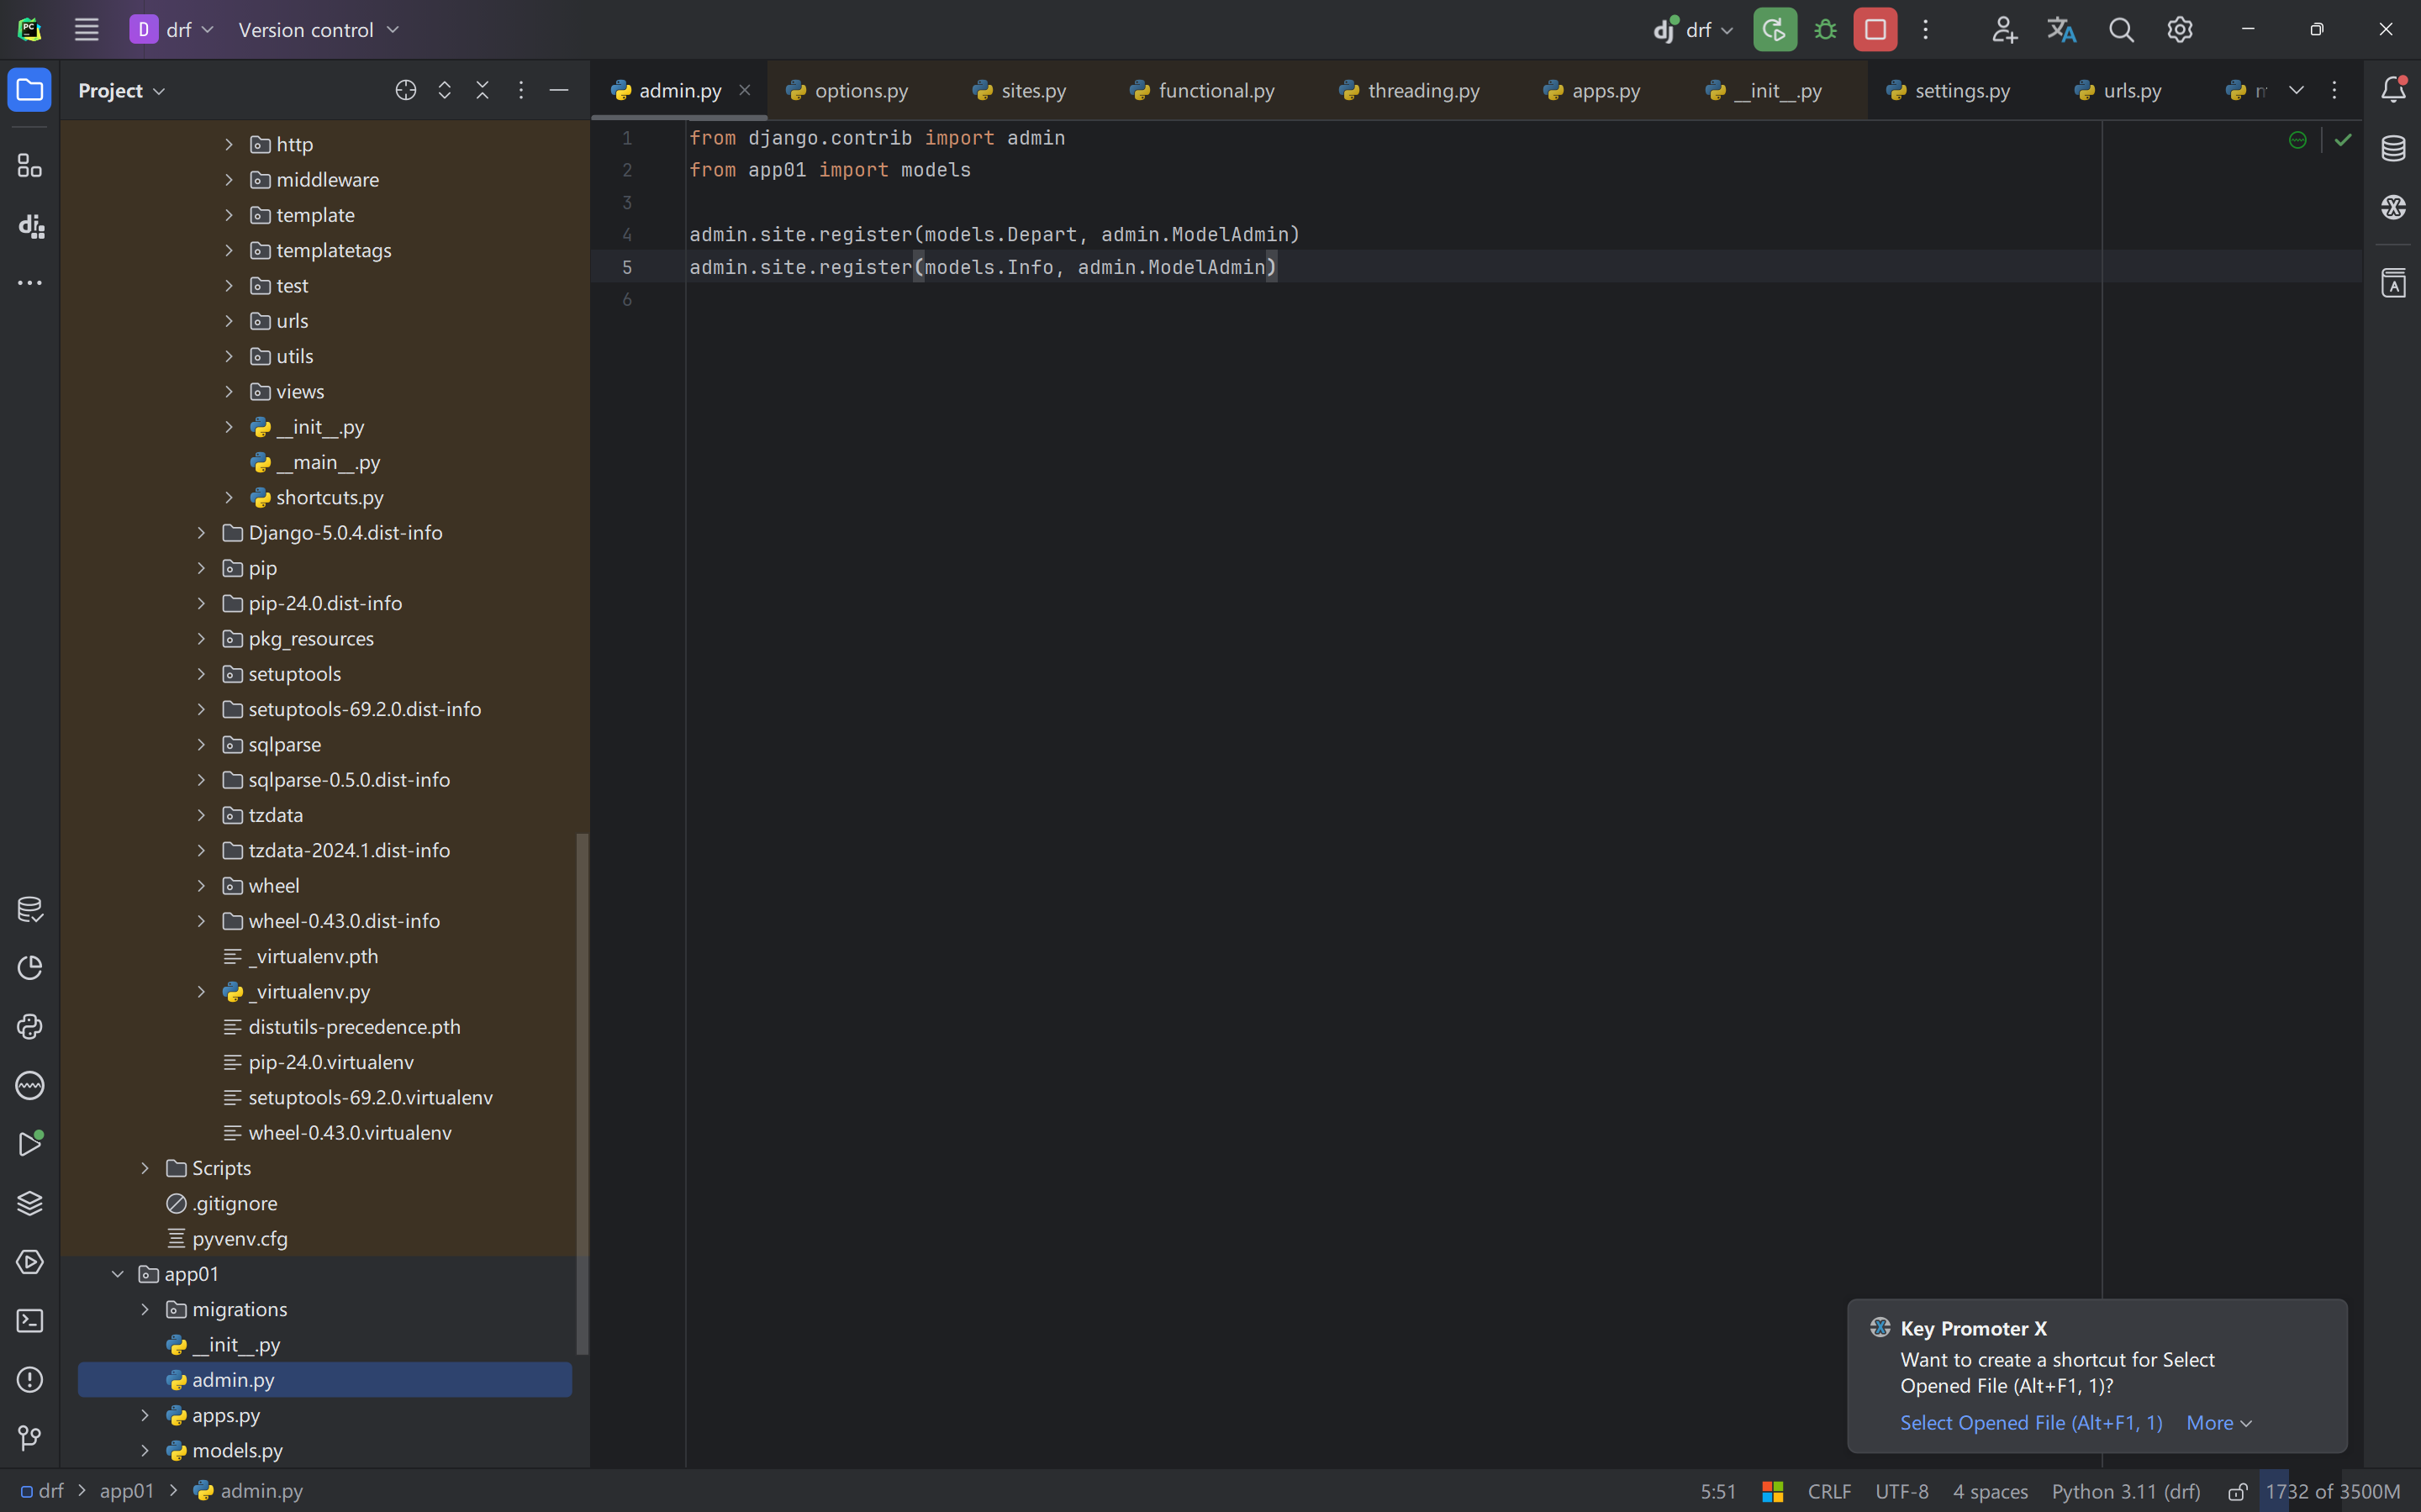 PC
D drf Version control
dj drf
Project
admin.py options.py sites.py functional.py threading.py apps.py __init__.py settings.py urls.py
http
middleware
template
templatetags
test
urls
utils
views
__init__.py
__main__.py
shortcuts.py
Django-5.0.4.dist-info
pip
pip-24.0.dist-info
pkg_resources
setuptools
setuptools-69.2.0.dist-info
sqlparse
sqlparse-0.5.0.dist-info
tzdata
tzdata-2024.1.dist-info
wheel
wheel-0.43.0.dist-info
_virtualenv.pth
_virtualenv.py
distutils-precedence.pth
pip-24.0.virtualenv
setuptools-69.2.0.virtualenv
wheel-0.43.0.virtualenv
Scripts
.gitignore
pyvenv.cfg
app01
migrations
__init__.py
admin.py
apps.py
models.py
1 from django.contrib import admin
2 from app01 import models
3
4 admin.site.register(models.Depart, admin.ModelAdmin)
5 admin.site.register(models.Info, admin.ModelAdmin)
6
Key Promoter X
Want to create a shortcut for Select
Opened File (Alt+F1, 1)?
Select Opened File (Alt+F1, 1) More
drf app01 admin.py
5:51 CRLF UTF-8 4 spaces Python 3.11 (drf) 1732 of 3500M